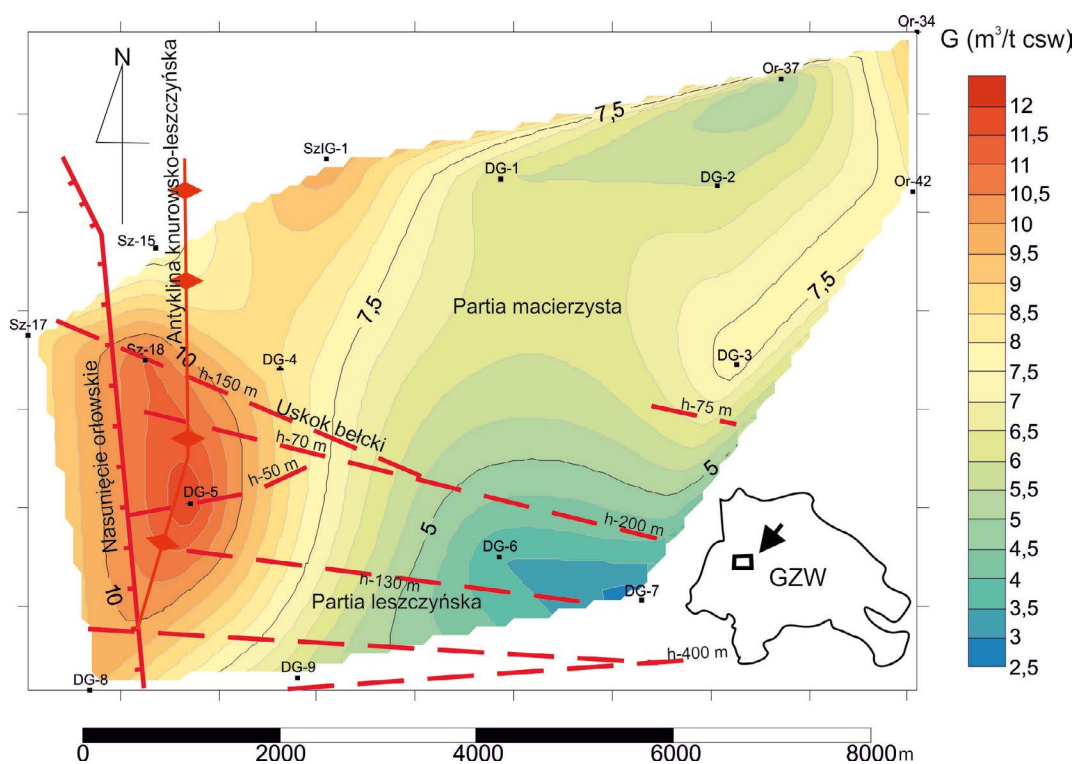 Or-34
G (m³/t csw)
N
Antyklina knurowsko-leszczyńska
Or-37
7,5
SzIG-1
DG-1
DG-2
Or-42
Sz-15
Sz-17
Partia macierzysta
7,5
7,5
10
Sz-18
DG-4
h-150 m
DG-3
Nasunięcie orłowskie
Uskok bełcki
h-70 m
h-75 m
h-50 m
5
DG-5
h-200 m
5
DG-6
GZW
h-130 m
DG-7
10
Partia leszczyńska
h-400 m
DG-9
DG-8
12
11,5
11
10,5
10
9,5
9
8,5
8
7,5
7
6,5
6
5,5
5
4,5
4
3,5
3
2,5
0
2000
4000
6000
8000 m